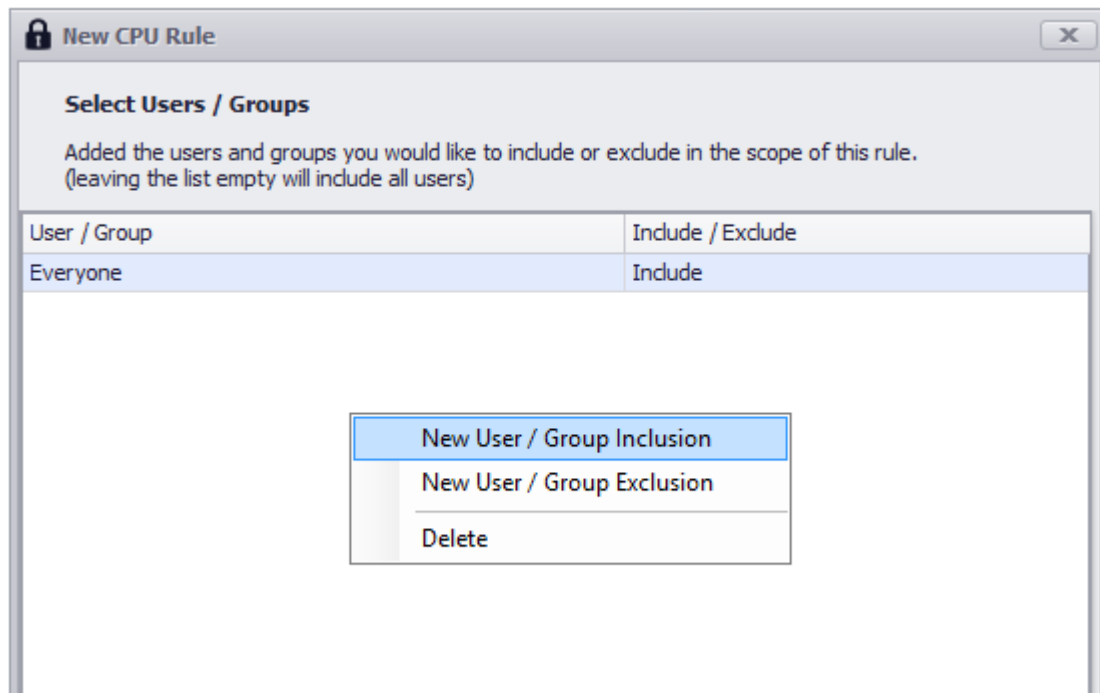 New CPU Rule
Select Users / Groups
Added the users and groups you would like to include or exclude in the scope of this rule.
(leaving the list empty will include all users)
User / Group Include / Exclude
Everyone Include
New User / Group Inclusion
New User / Group Exclusion
Delete